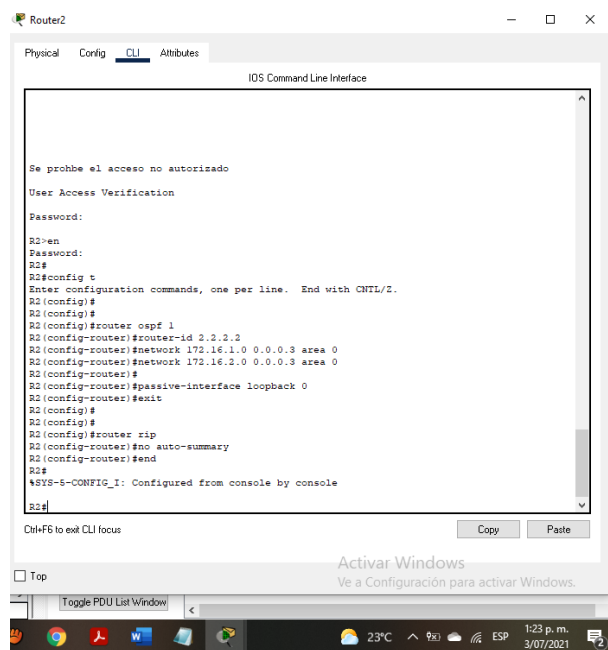 Router2
Physical Config CLI Attributes
IOS Command Line Interface
Se prohbe el acceso no autorizado
User Access Verification
Password:
R2>en
Password:
R2#
R2#config t
Enter configuration commands, one per line.  End with CNTL/Z.
R2(config)#
R2(config)#
R2(config)#router ospf 1
R2(config-router)#router-id 2.2.2.2
R2(config-router)#network 172.16.1.0 0.0.0.3 area 0
R2(config-router)#network 172.16.2.0 0.0.0.3 area 0
R2(config-router)#
R2(config-router)#passive-interface loopback 0
R2(config-router)#exit
R2(config)#
R2(config)#
R2(config)#router rip
R2(config-router)#no auto-summary
R2(config-router)#end
R2#
%SYS-5-CONFIG_I: Configured from console by console
R2#
Ctrl+F6 to exit CLI focus
Copy Paste
Activar Windows
Top
Ve a Configuración para activar Windows.
Toggle PDU List Window
23°C ESP 1:23 p. m.
3/07/2021
2